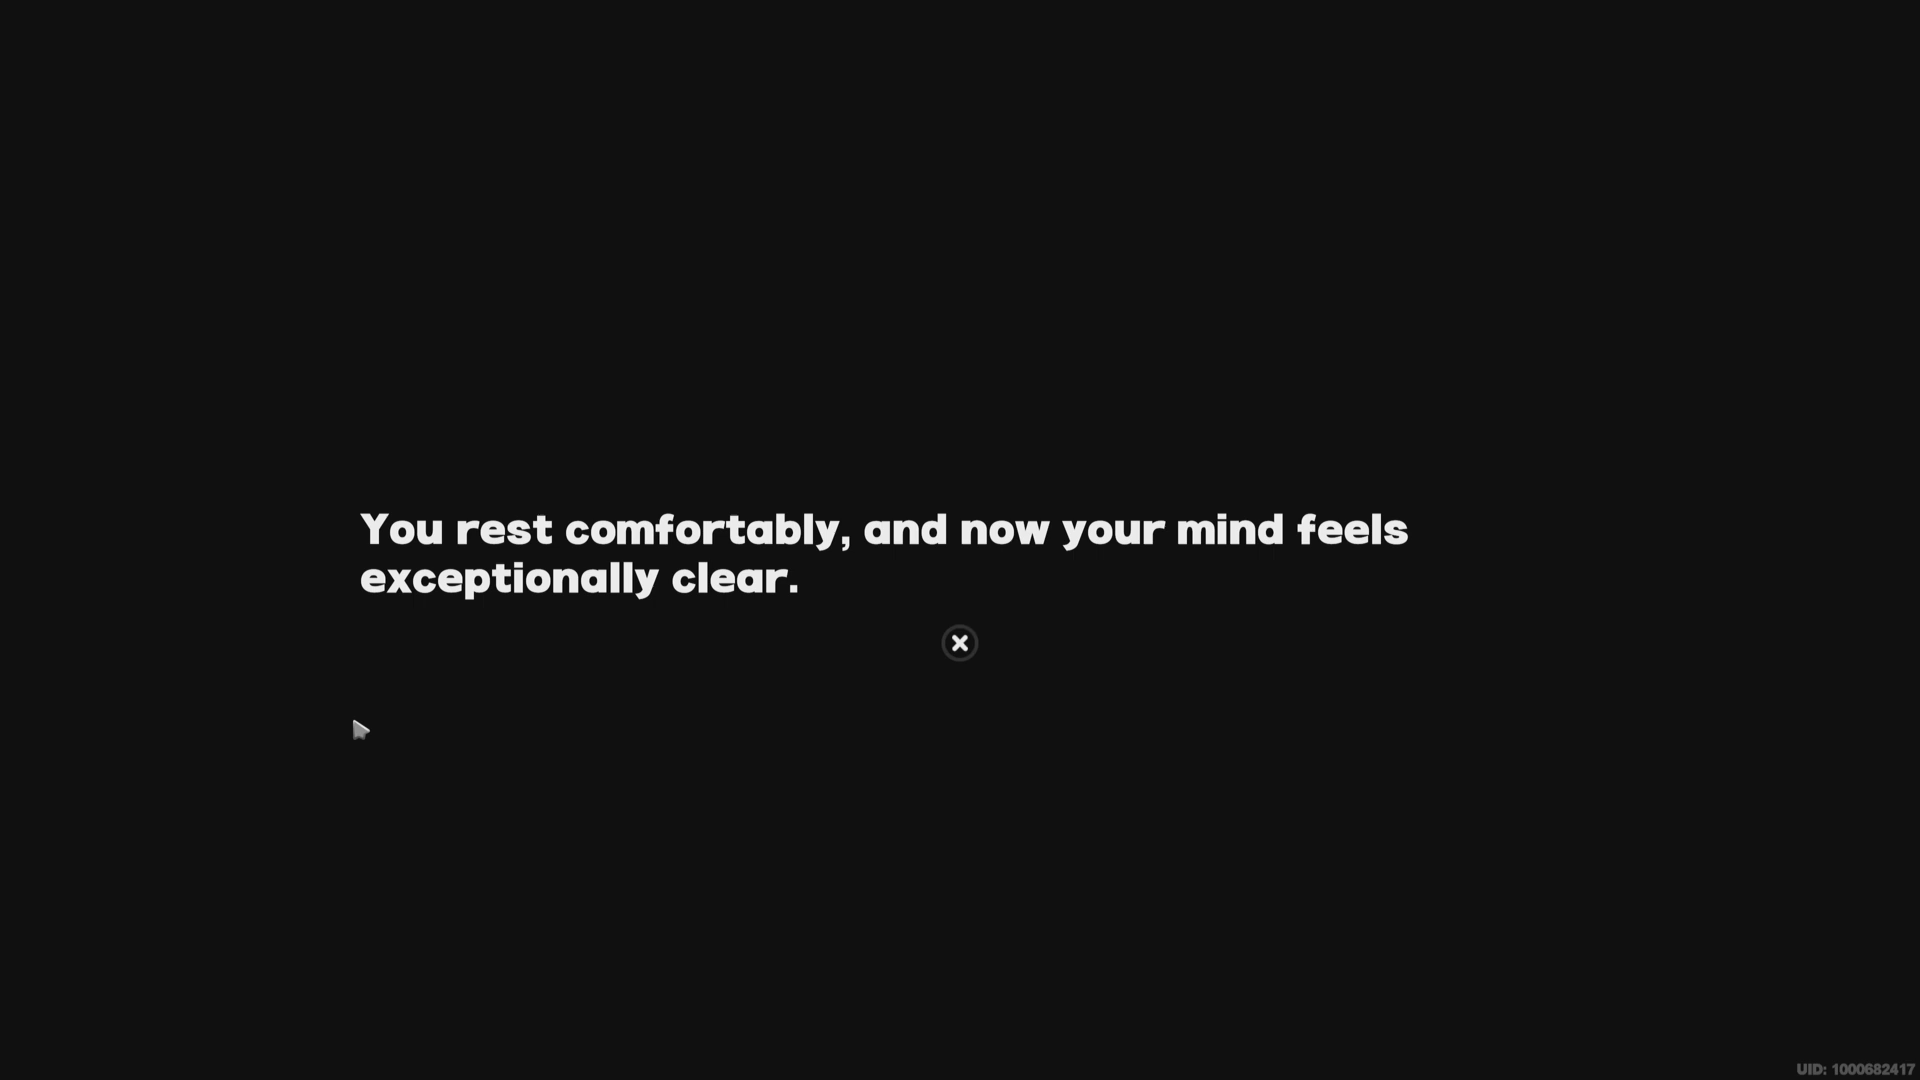 You rest comfortably, and now your mind feels
exceptionally clear.
UID: 1000682417